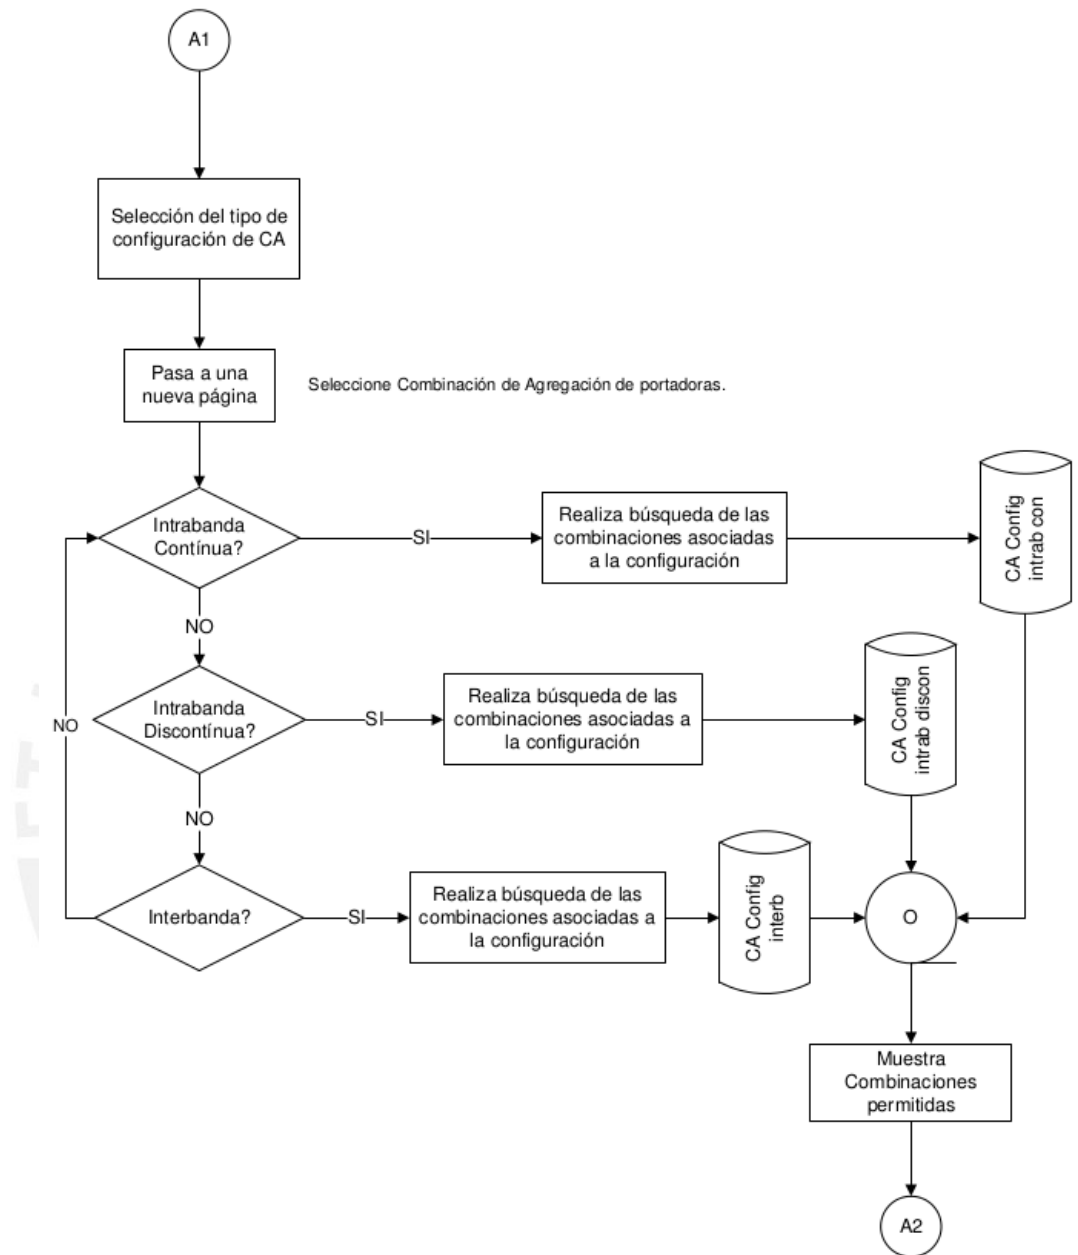 A1
Selección del tipo de
configuración de CA
Pasa a una
nueva página
Seleccione Combinación de Agregación de portadoras.
Intrabanda
Contínua?
SI
Realiza búsqueda de las
combinaciones asociadas
a la configuración
CA Config
intrab con
NO
Intrabanda
Discontínua?
SI
Realiza búsqueda de las
combinaciones asociadas a
la configuración
CA Config
intrab discon
NO
NO
Interbanda?
SI
Realiza búsqueda de las
combinaciones asociadas a
la configuración
CA Config
interb
O
Muestra
Combinaciones
permitidas
A2